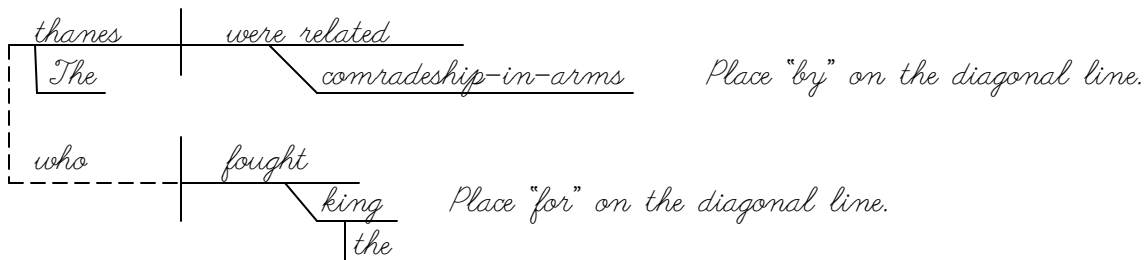 thanes were related
The comradeship-in-arms Place “by” on the diagonal line.
who fought
king Place “for” on the diagonal line.
the